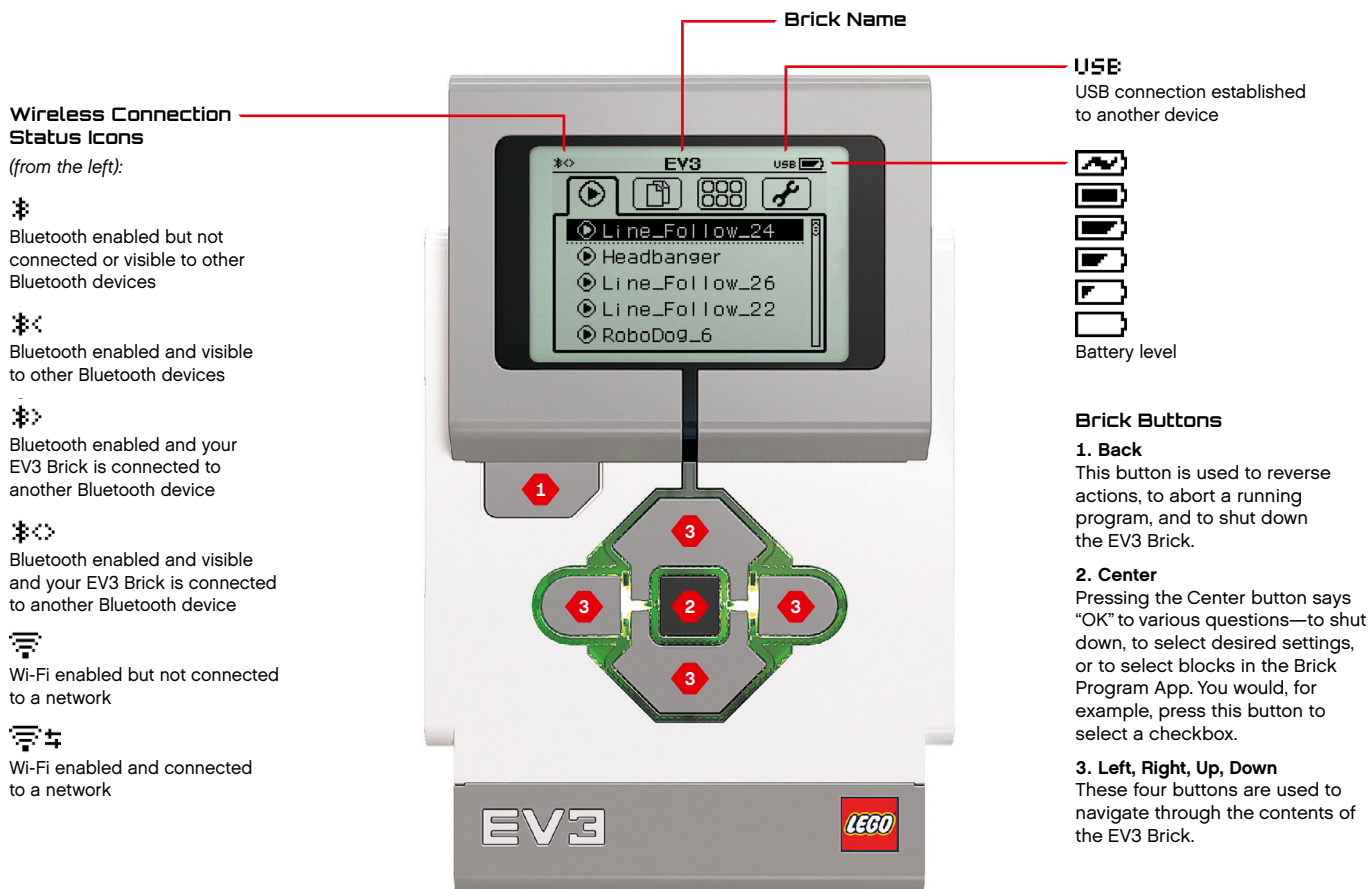 Brick Name
Wireless Connection
Status Icons
(from the left):
Bluetooth enabled but not
connected or visible to other
Bluetooth devices
Bluetooth enabled and visible
to other Bluetooth devices
Bluetooth enabled and your
EV3 Brick is connected to
another Bluetooth device
Bluetooth enabled and visible
and your EV3 Brick is connected
to another Bluetooth device
Wi-Fi enabled but not connected
to a network
Wi-Fi enabled and connected
to a network
EV3
USB
Line_Follow_24
Headbanger
Line_Follow_26
Line_Follow_22
RoboDog_6
1
3
3
2
3
3
EV3
LEGO
USB
USB connection established
to another device
Battery level
Brick Buttons
1. Back
This button is used to reverse
actions, to abort a running
program, and to shut down
the EV3 Brick.
2. Center
Pressing the Center button says
“OK” to various questions—to shut
down, to select desired settings,
or to select blocks in the Brick
Program App. You would, for
example, press this button to
select a checkbox.
3. Left, Right, Up, Down
These four buttons are used to
navigate through the contents of
the EV3 Brick.